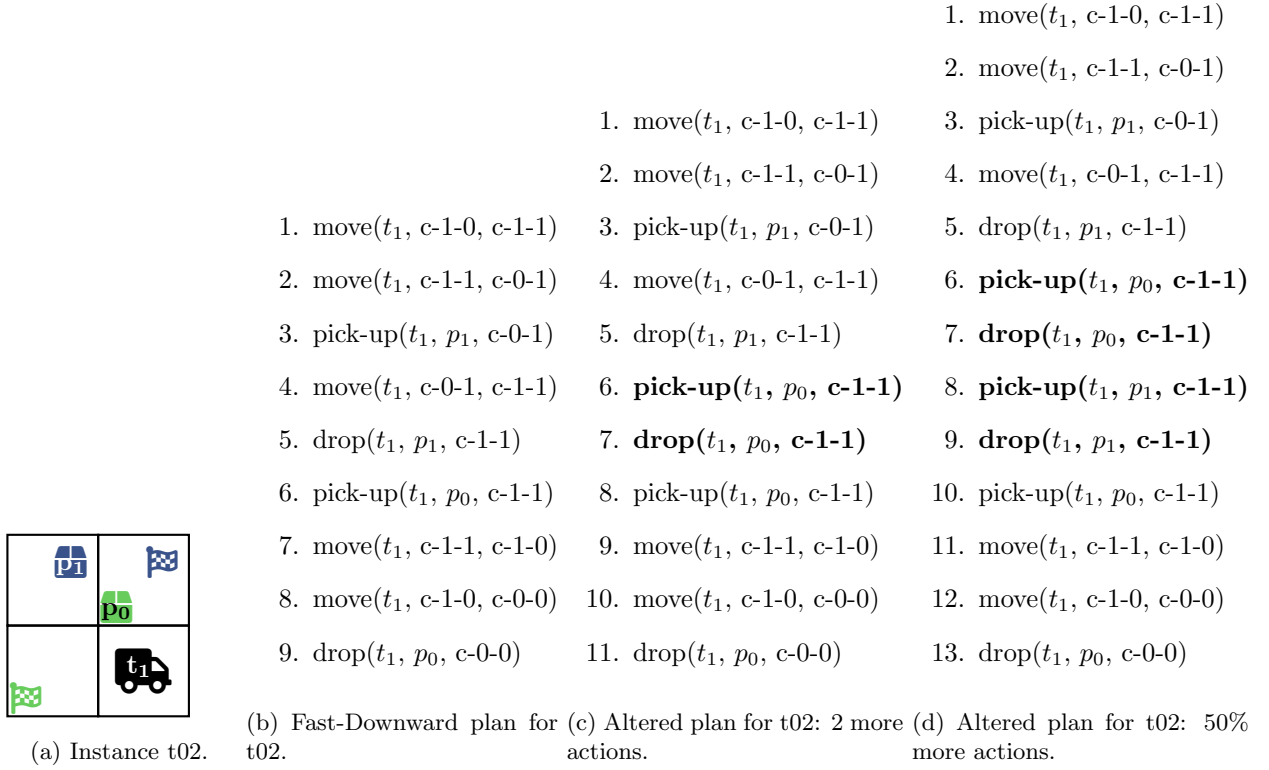 p₁
p₀
t₁
(a) Instance t02.
1. move(t₁, c-1-0, c-1-1)
2. move(t₁, c-1-1, c-0-1)
3. pick-up(t₁, p₁, c-0-1)
4. move(t₁, c-0-1, c-1-1)
5. drop(t₁, p₁, c-1-1)
6. pick-up(t₁, p₀, c-1-1)
7. move(t₁, c-1-1, c-1-0)
8. move(t₁, c-1-0, c-0-0)
9. drop(t₁, p₀, c-0-0)
(b) Fast-Downward plan for
t02.
1. move(t₁, c-1-0, c-1-1)
2. move(t₁, c-1-1, c-0-1)
3. pick-up(t₁, p₁, c-0-1)
4. move(t₁, c-0-1, c-1-1)
5. drop(t₁, p₁, c-1-1)
6. pick-up(t₁, p₀, c-1-1)
7. drop(t₁, p₀, c-1-1)
8. pick-up(t₁, p₀, c-1-1)
9. move(t₁, c-1-1, c-1-0)
10. move(t₁, c-1-0, c-0-0)
11. drop(t₁, p₀, c-0-0)
(c) Altered plan for t02: 2 more
actions.
1. move(t₁, c-1-0, c-1-1)
2. move(t₁, c-1-1, c-0-1)
3. pick-up(t₁, p₁, c-0-1)
4. move(t₁, c-0-1, c-1-1)
5. drop(t₁, p₁, c-1-1)
6. pick-up(t₁, p₀, c-1-1)
7. drop(t₁, p₀, c-1-1)
8. pick-up(t₁, p₁, c-1-1)
9. drop(t₁, p₁, c-1-1)
10. pick-up(t₁, p₀, c-1-1)
11. move(t₁, c-1-1, c-1-0)
12. move(t₁, c-1-0, c-0-0)
13. drop(t₁, p₀, c-0-0)
(d) Altered plan for t02: 50%
more actions.